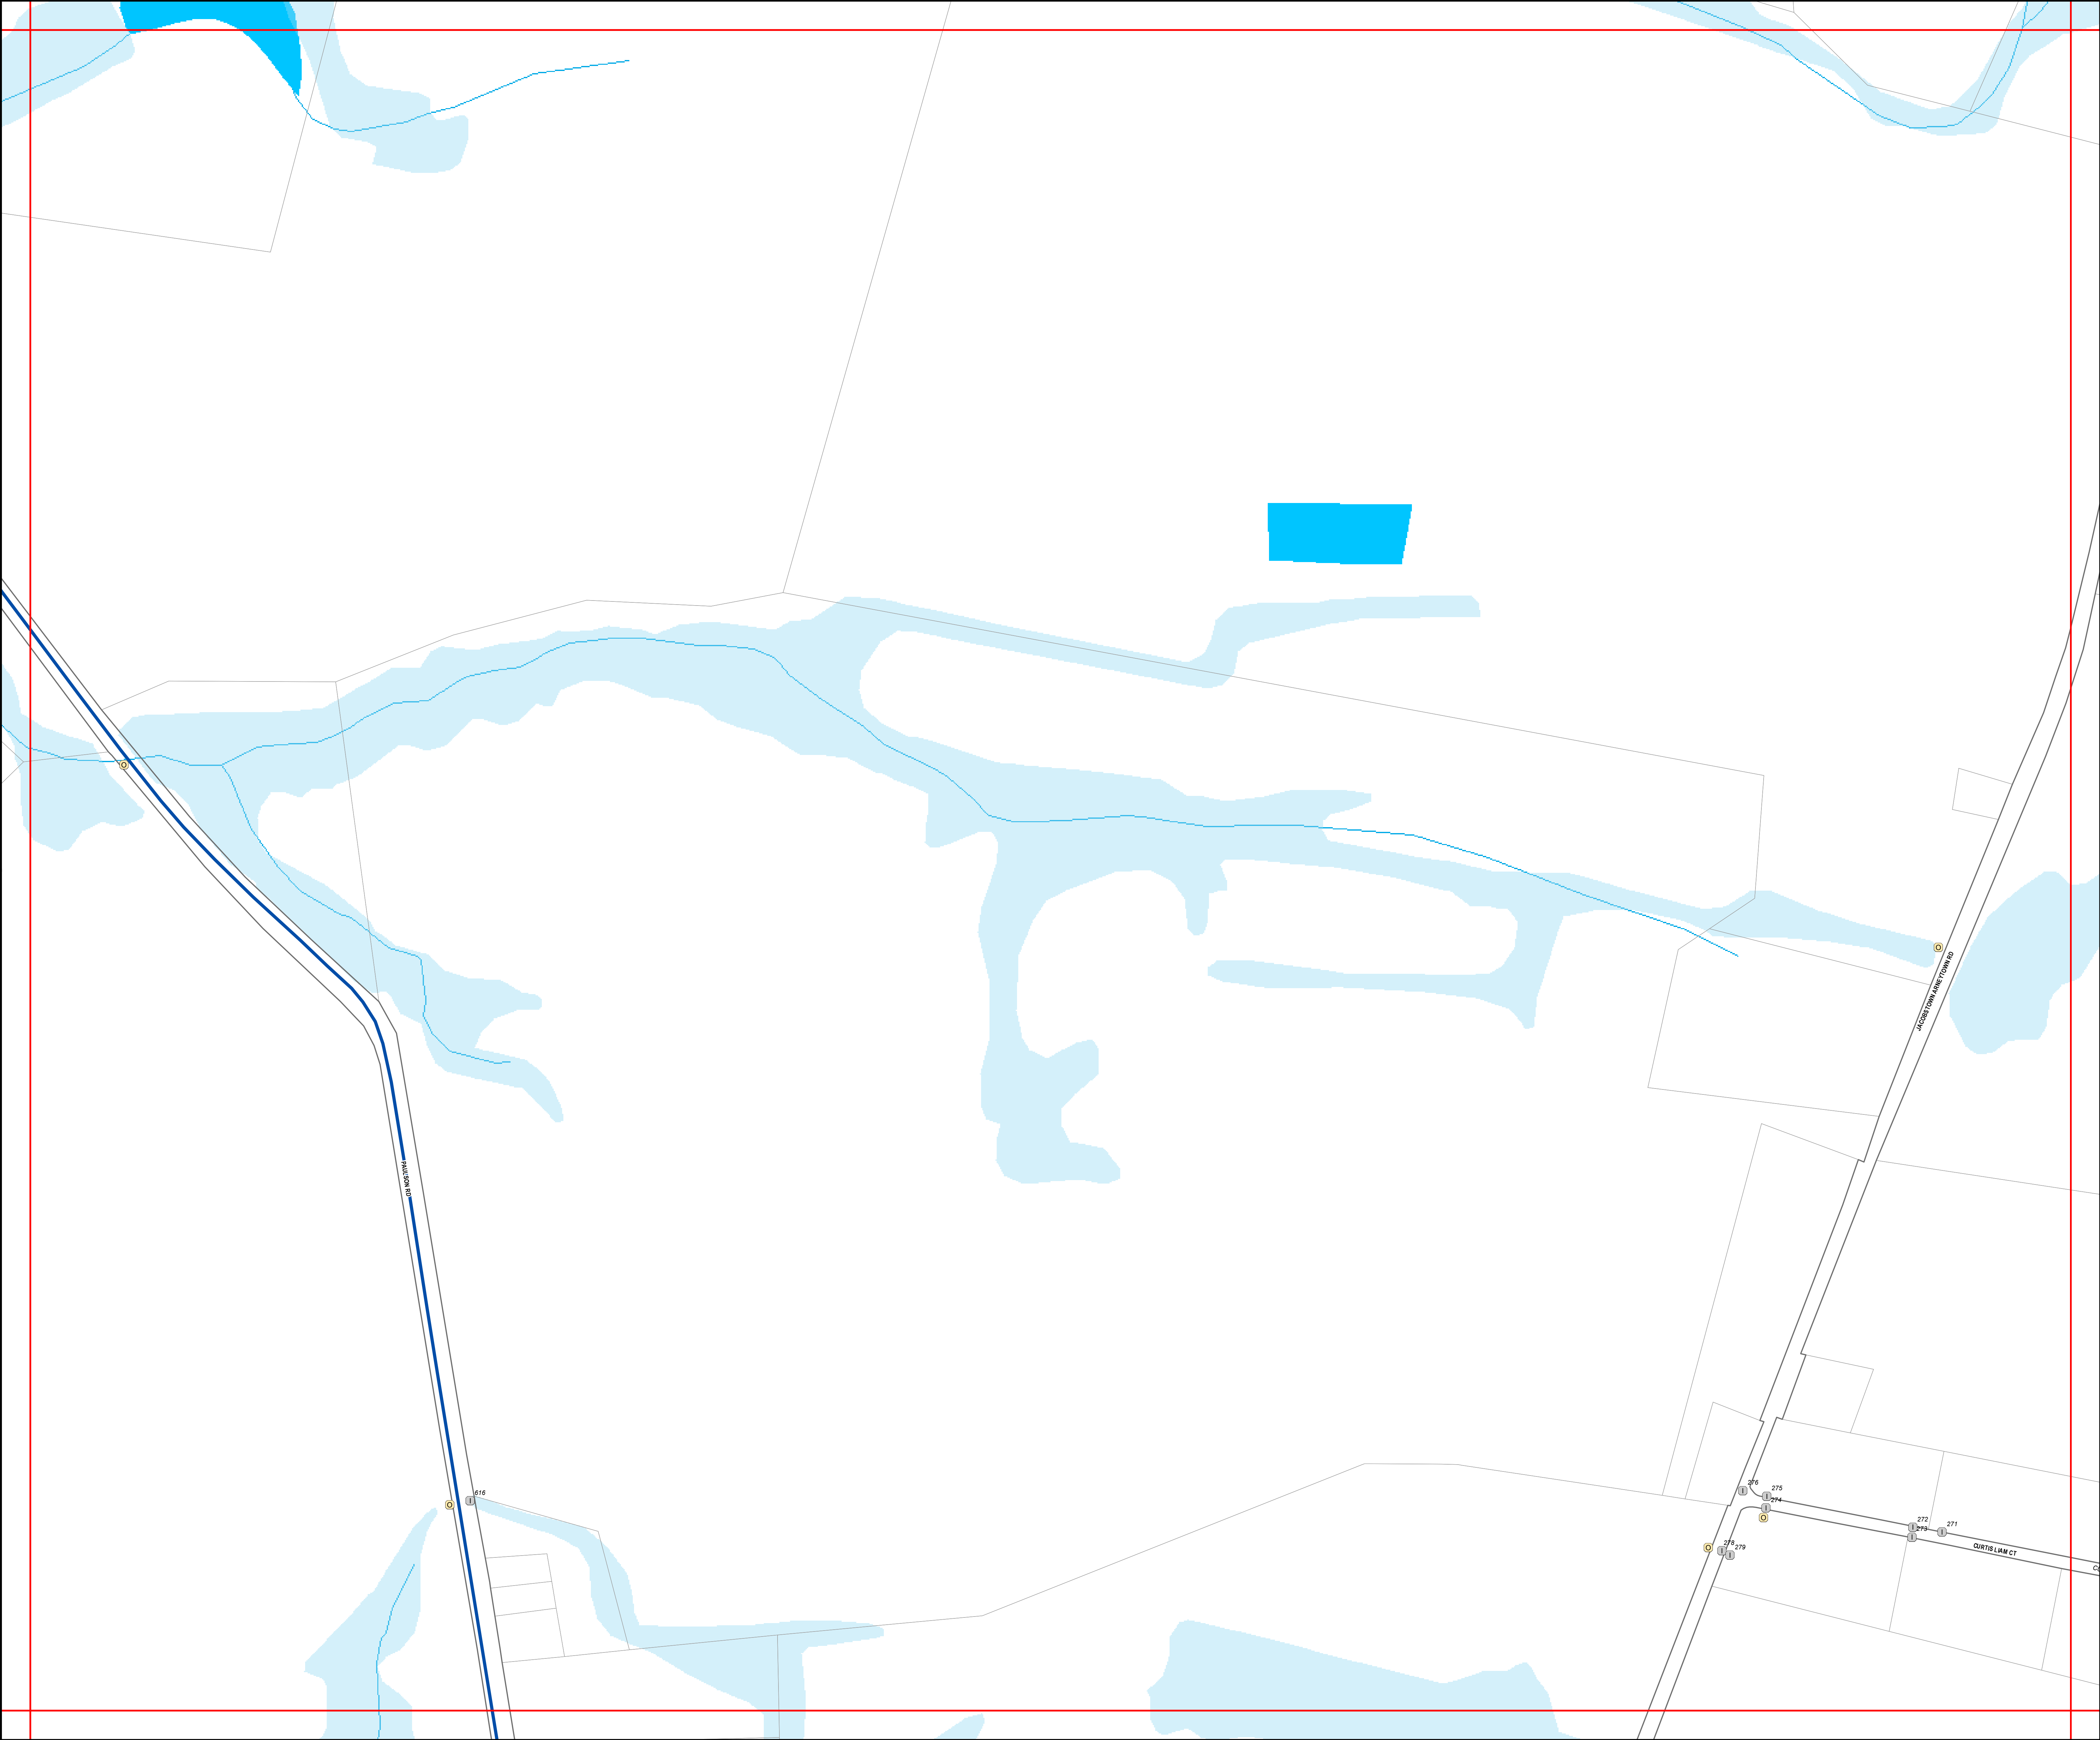 O
O
JACOBSTOWN ARNEYTOWN RD
PAULSON RD
276
I
275
I
616
I
O
274
I
O
272
I
271
I
273
I
278
I
279
I
O
CURTIS LIAM CT